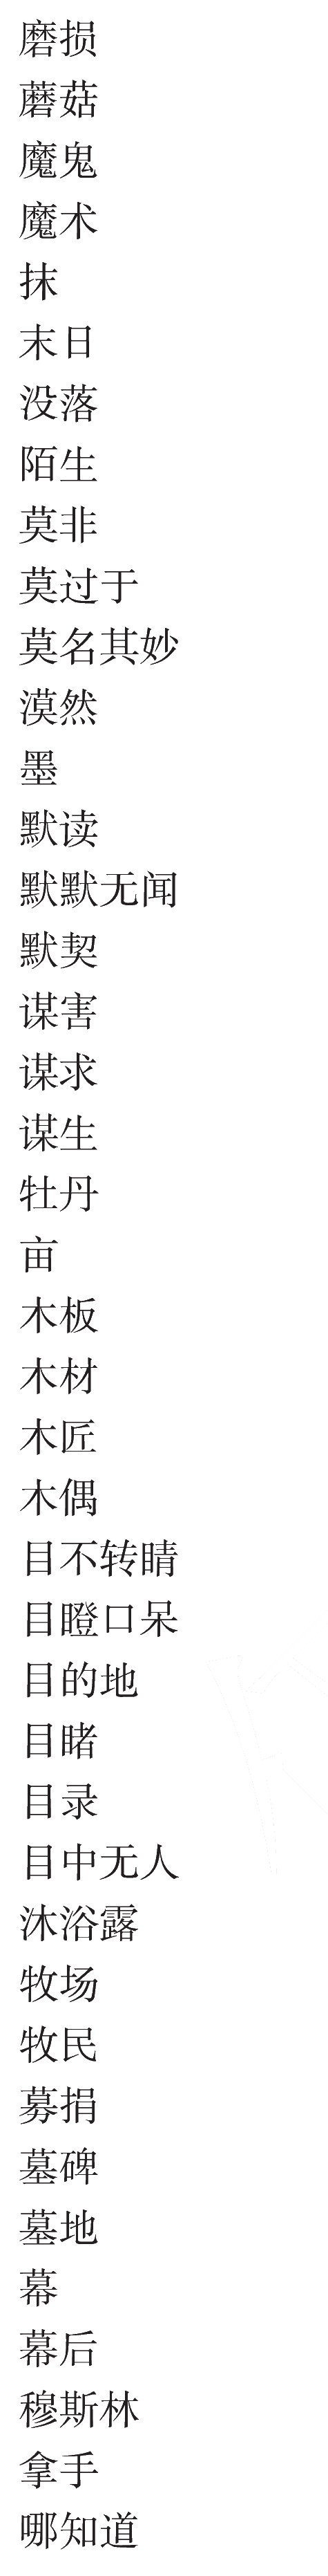 磨损
蘑菇
魔鬼
魔术
抹
末日
没落
陌生
莫非
莫过于
莫名其妙
漠然
墨
默读
默默无闻
默契
谋害
谋求
谋生
牡丹
亩
木板
木材
木匠
木偶
目不转睛
目瞪口呆
目的地
目睹
目录
目中无人
沐浴露
牧场
牧民
募捐
墓碑
墓地
幕
幕后
穆斯林
拿手
哪知道